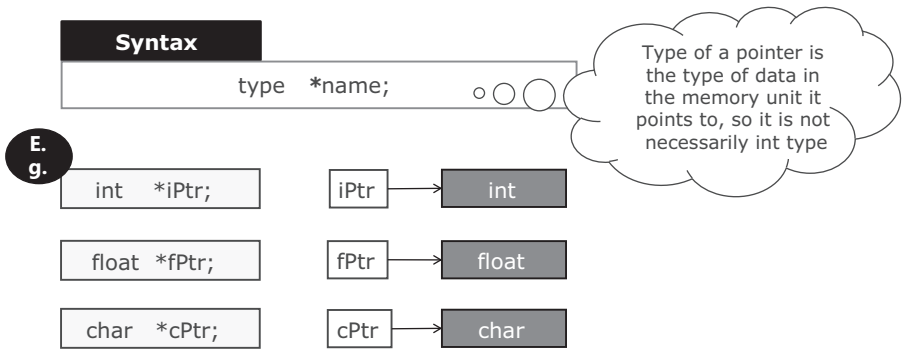 Syntax
type *name;
Type of a pointer is
the type of data in
the memory unit it
points to, so it is not
necessarily int type
E.
g.
int *iPtr;
iPtr
int
float *fPtr;
fPtr
float
char *cPtr;
cPtr
char